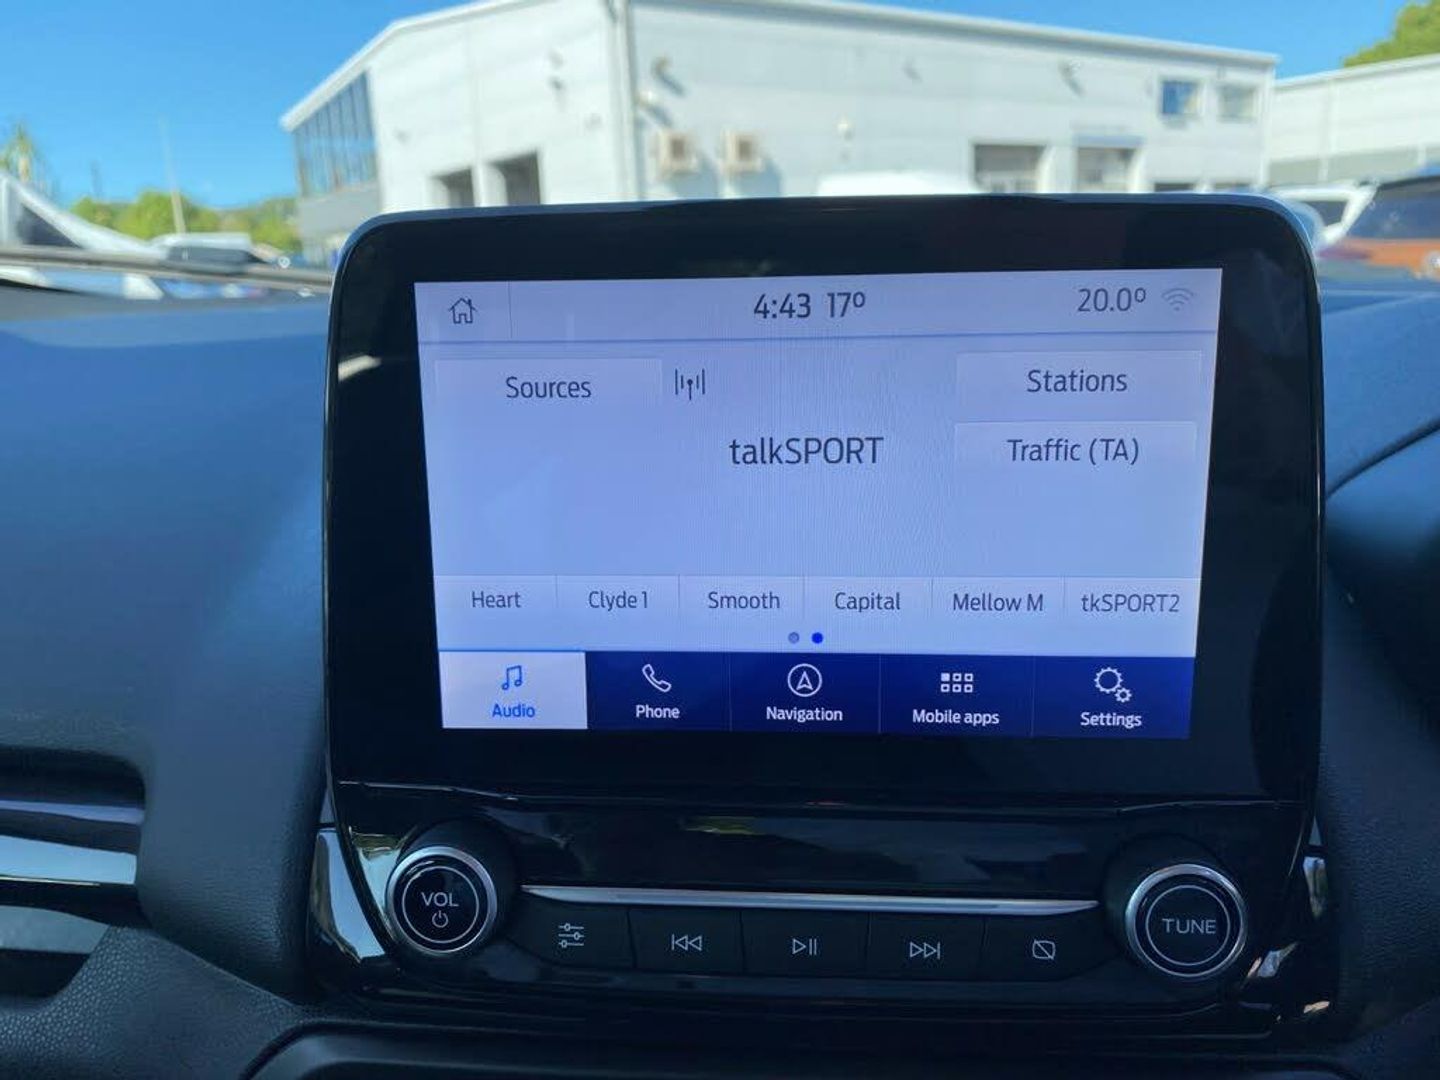 4:43 17° 20.0°
Sources Stations
talkSPORT Traffic (TA)
Heart Clyde 1 Smooth Capital Mellow M tkSPORT2
Audio Phone Navigation Mobile apps Settings
VOL TUNE